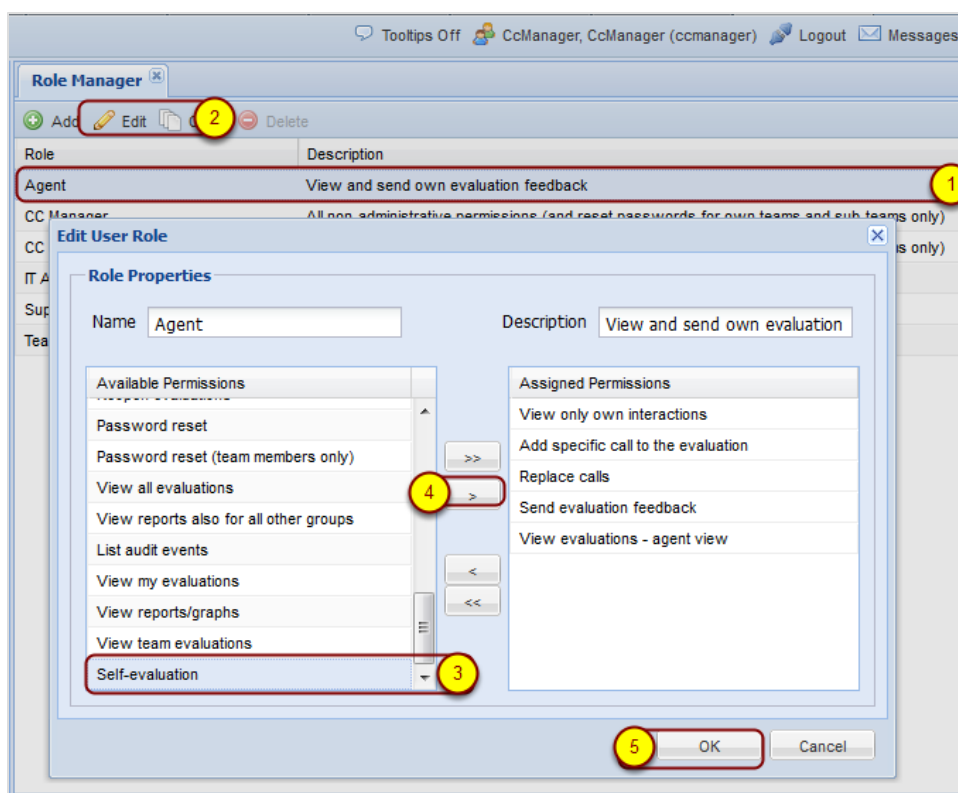 Tooltips Off CcManager, CcManager (ccmanager) Logout Messages
Role Manager
Add Edit 2 Delete
Role Description
Agent View and send own evaluation feedback 1
CC Manager All non administrative permissions (and reset passwords for own teams and sub teams only)
CC s only)
Edit User Role
IT A
Role Properties
Sup
Name Agent Description View and send own evaluation
Tea
Available Permissions Assigned Permissions
Reopen evaluations
View only own interactions
Password reset
Add specific call to the evaluation
Password reset (team members only) >>
Replace calls
View all evaluations 4 >
Send evaluation feedback
View reports also for all other groups
View evaluations - agent view
List audit events
View my evaluations <
View reports/graphs <<
View team evaluations
Self-evaluation 3
5 OK Cancel